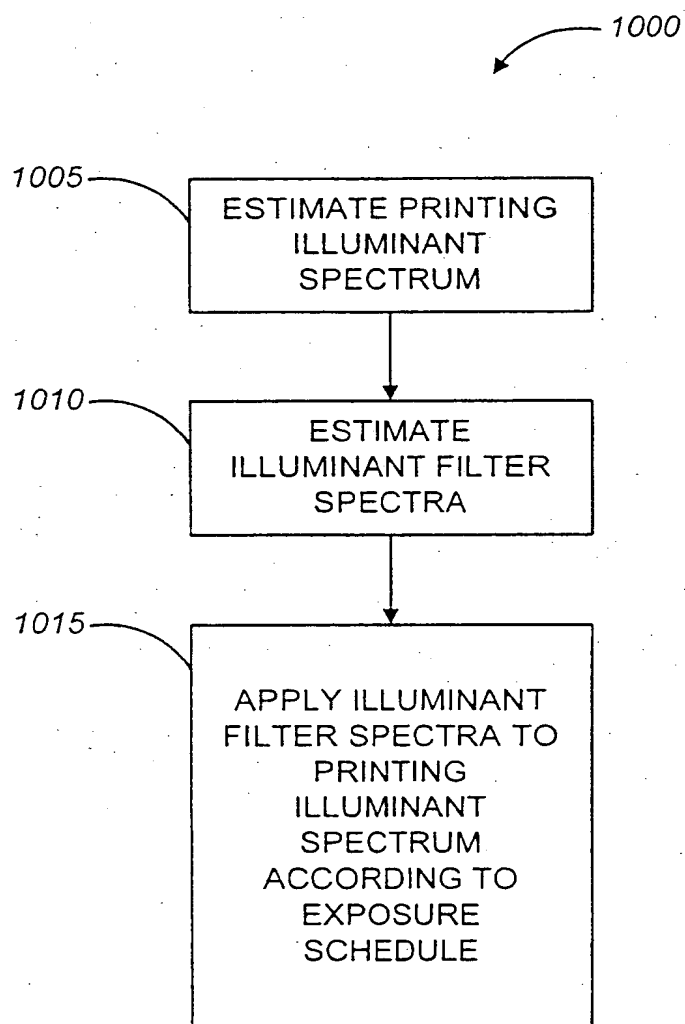 1000
1005
ESTIMATE PRINTING
ILLUMINANT
SPECTRUM
1010
ESTIMATE
ILLUMINANT FILTER
SPECTRA
1015
APPLY ILLUMINANT
FILTER SPECTRA TO
PRINTING
ILLUMINANT
SPECTRUM
ACCORDING TO
EXPOSURE
SCHEDULE